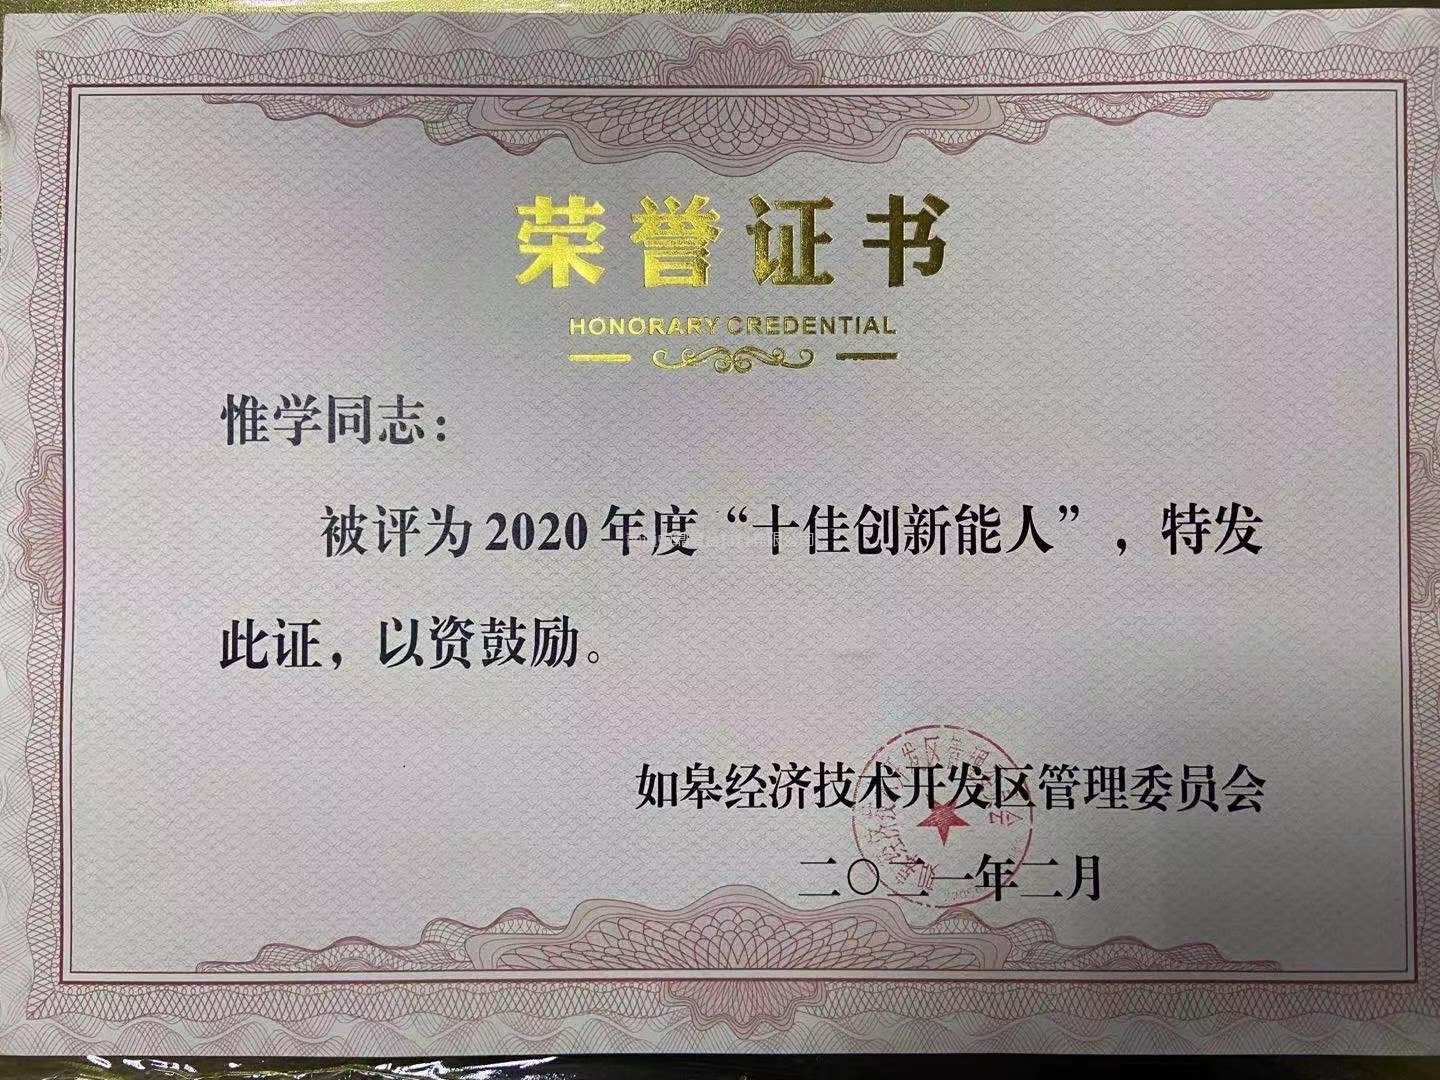 荣誉证书
HONORARY CREDENTIAL
惟学同志：
被评为2020年度“十佳创新能人”，特发
此证，以资鼓励。
如皋经济技术开发区管理委员会
二〇二一年二月